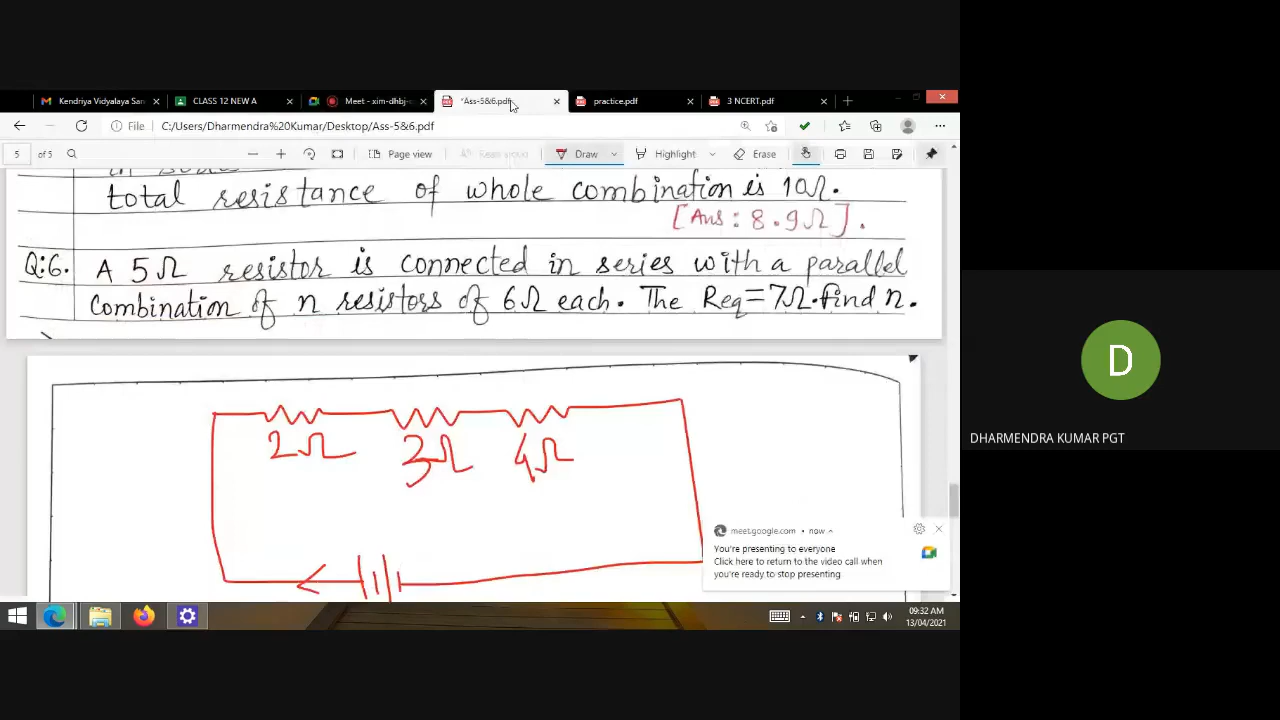 Kendriya Vidyalaya San
CLASS 12 NEW A
Meet - xim-dhbj-
*Ass-5&6.pdf
practice.pdf
3 NCERT.pdf
File
C:/Users/Dharmendra%20Kumar/Desktop/Ass-5&6.pdf
5 of 5
Page view
Read aloud
Draw
Highlight
Erase
total resistance of whole combination is 10Ω.
[Ans: 8.9Ω].
Q:6. A 5Ω resistor is connected in series with a parallel
combination of n resistors of 6Ω each. The Req=7Ω. find n.
2Ω 3Ω 4Ω
meet.google.com • now
You're presenting to everyone
Click here to return to the video call when
you're ready to stop presenting
09:32 AM
13/04/2021
D
DHARMENDRA KUMAR PGT